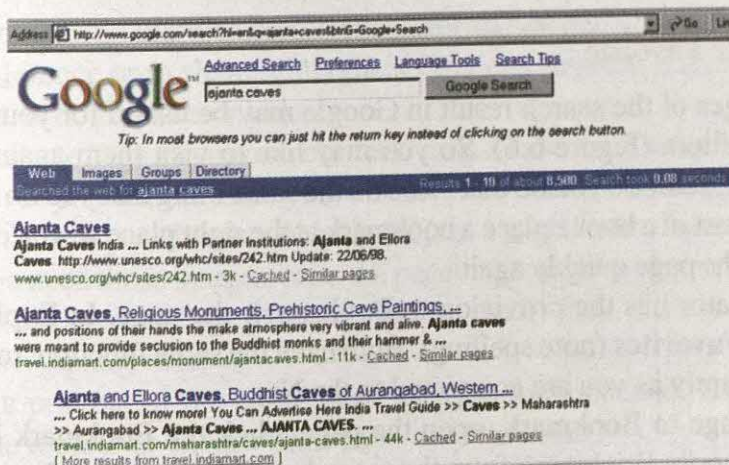 Address http://www.google.com/search?hl=en&q=ajanta+caves&btnG=Google+Search Go
Advanced Search Preferences Language Tools Search Tips
Google™ ajanta caves Google Search
Tip: In most browsers you can just hit the return key instead of clicking on the search button.
Web Images Groups Directory
Searched the web for ajanta caves. Results 1 - 10 of about 8,500. Search took 0.08 seconds
Ajanta Caves
Ajanta Caves India ... Links with Partner Institutions: Ajanta and Ellora
Caves http://www.unesco.org/whc/sites/242.htm Update: 22/06/98.
www.unesco.org/whc/sites/242.htm - 3k - Cached - Similar pages
Ajanta Caves, Religious Monuments, Prehistoric Cave Paintings, ...
... and positions of their hands the make atmosphere very vibrant and alive. Ajanta caves
were meant to provide seclusion to the Buddhist monks and their hammer & ...
travel.indiamart.com/places/monument/ajantacaves.html - 11k - Cached - Similar pages
Ajanta and Ellora Caves, Buddhist Caves of Aurangabad, Western ...
... Click here to know more! You Can Advertise Here India Travel Guide >> Caves >> Maharashtra
>> Aurangabad >> Ajanta Caves ... AJANTA CAVES. ...
travel.indiamart.com/maharashtra/caves/ajanta-caves.html - 44k - Cached - Similar pages
[ More results from travel.indiamart.com ]